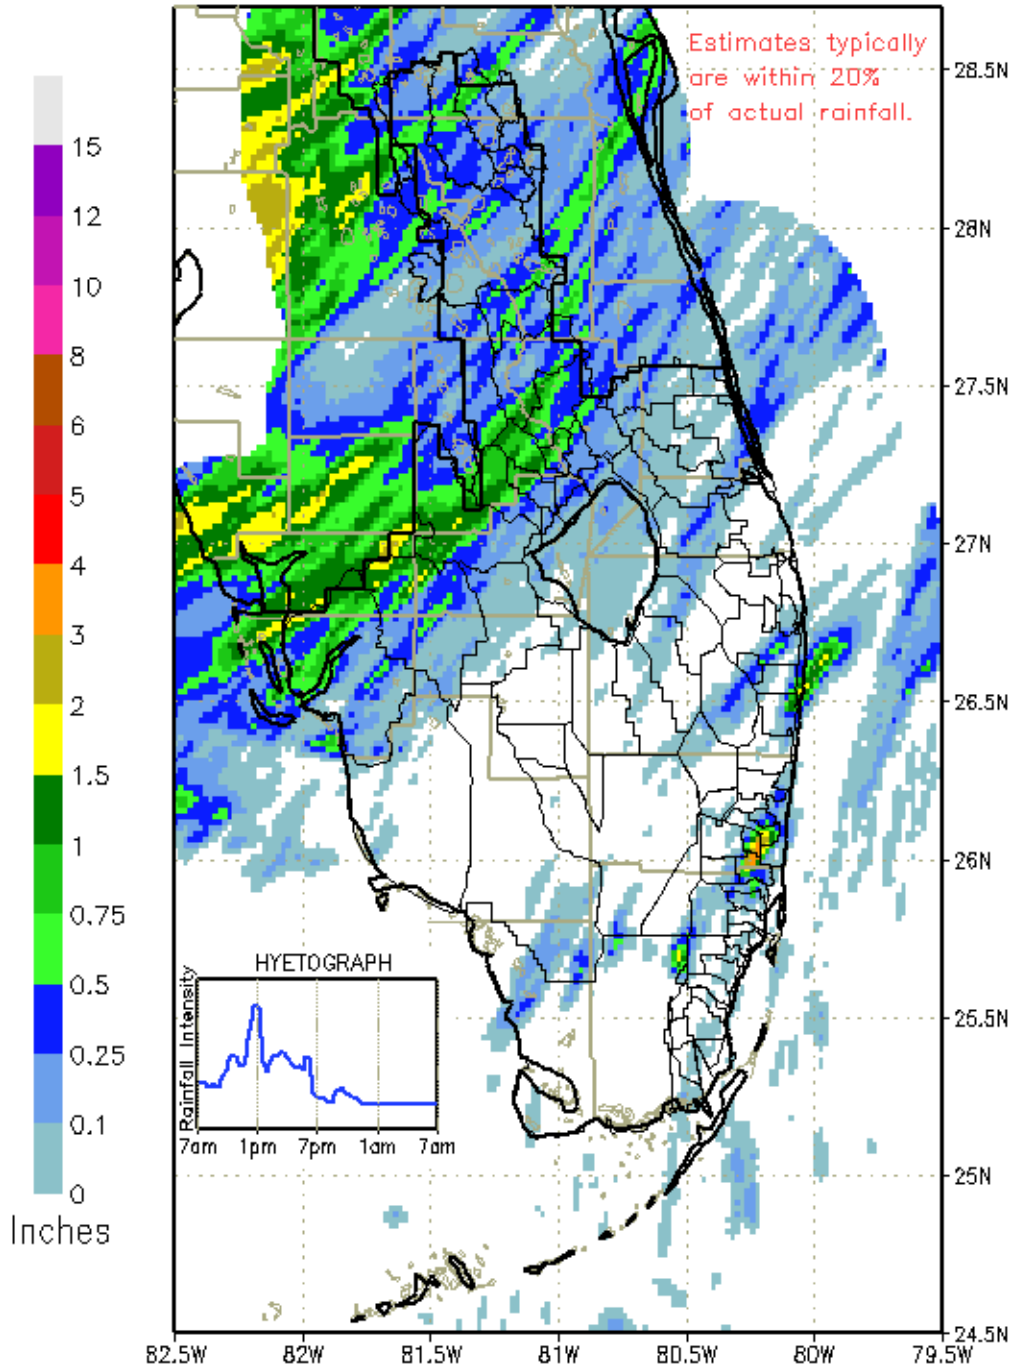 Estimates typically
are within 20%
of actual rainfall.
15
12
10
8
6
5
4
3
2
1.5
1
0.75
0.5
0.25
0.1
0
Inches
HYETOGRAPH
Rainfall Intensity
7am 1pm 7pm 1am 7am
28.5N
28N
27.5N
27N
26.5N
26N
25.5N
25N
24.5N
82.5W 82W 81.5W 81W 80.5W 80W 79.5W